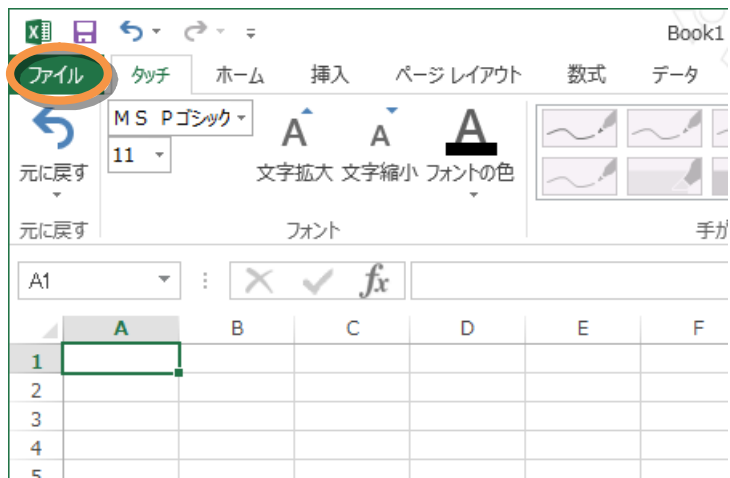 Book1
ファイル タッチ ホーム 挿入 ページ レイアウト 数式 データ
ＭＳ Ｐゴシック
11
元に戻す 文字拡大 文字縮小 フォントの色
元に戻す フォント 手が
A1 fx
A B C D E F
1
2
3
4
5